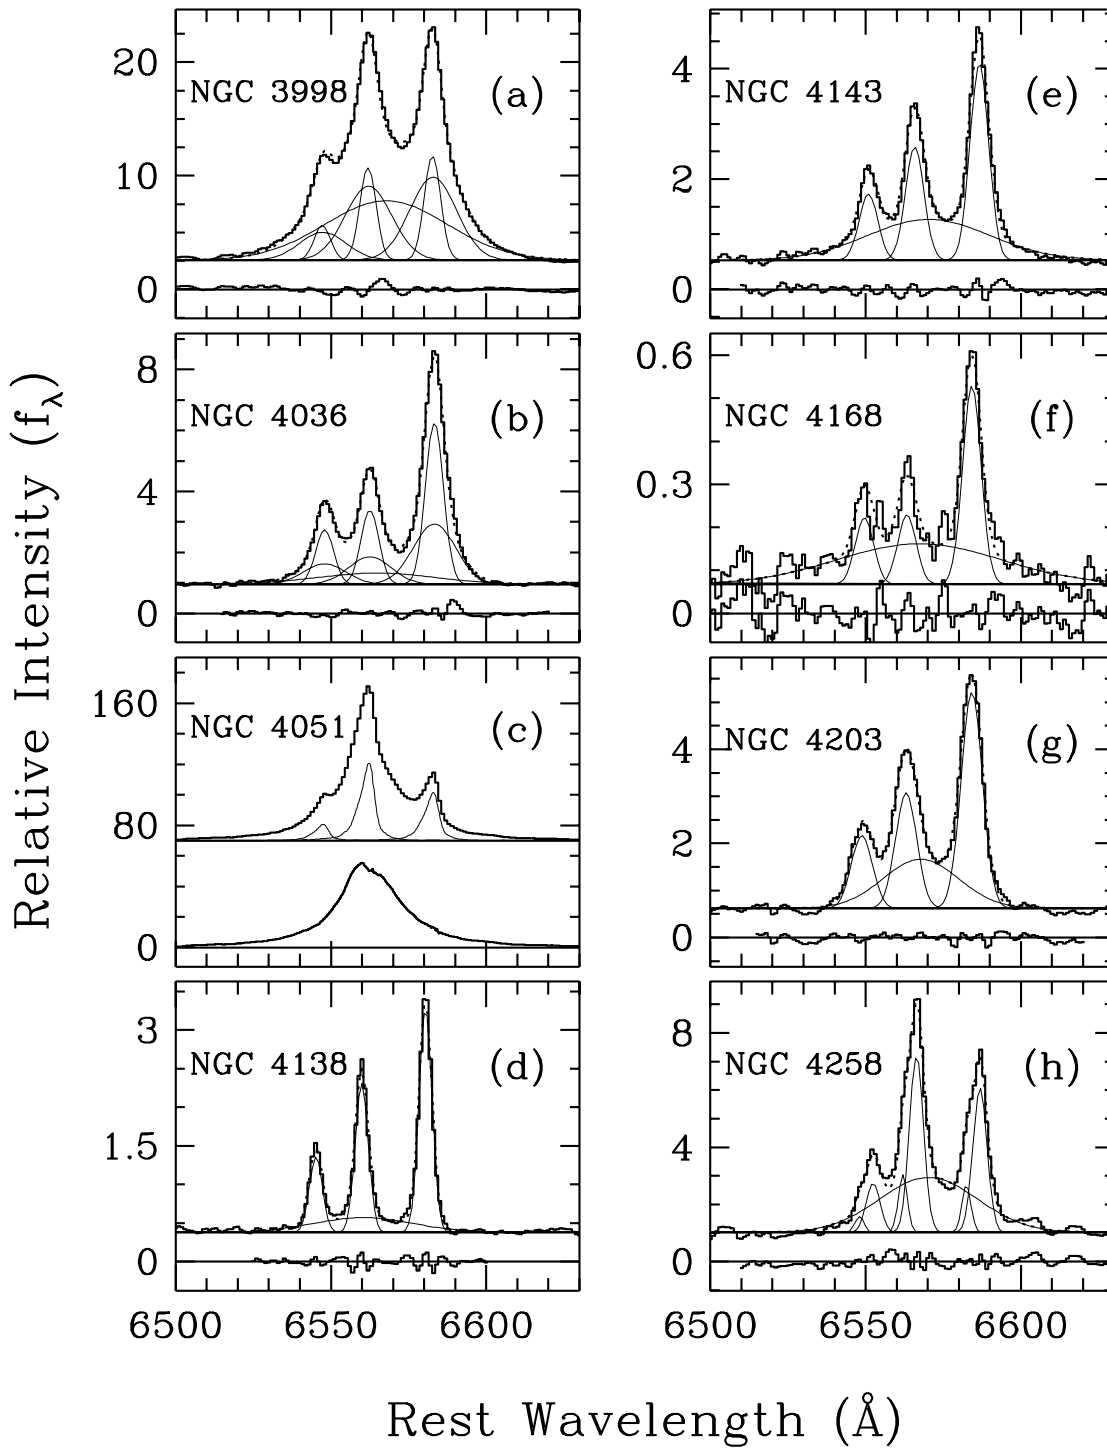 Relative Intensity (fλ)
NGC 3998 (a)
20
10
0
NGC 4036 (b)
8
4
0
NGC 4051 (c)
160
80
0
NGC 4138 (d)
3
1.5
0
6500 6550 6600
NGC 4143 (e)
4
2
0
NGC 4168 (f)
0.6
0.3
0
NGC 4203 (g)
4
2
0
NGC 4258 (h)
8
4
0
6500 6550 6600
Rest Wavelength (Å)